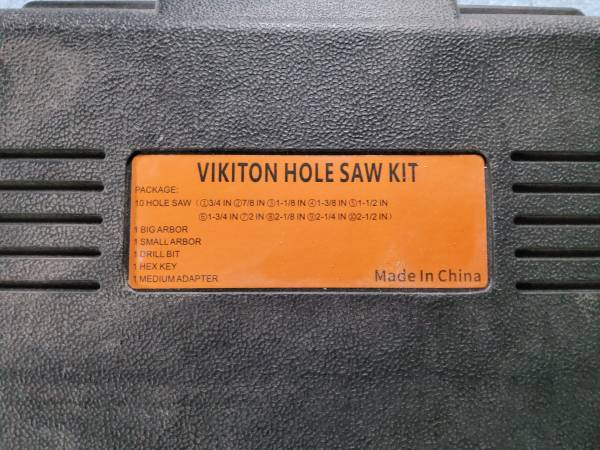 VIKITON HOLE SAW KIT
PACKAGE:
10 HOLE SAW (①3/4 IN ②7/8 IN ③1-1/8 IN ④1-3/8 IN ⑤1-1/2 IN
⑥1-3/4 IN ⑦2 IN ⑧2-1/8 IN ⑨2-1/4 IN ⑩2-1/2 IN)
1 BIG ARBOR
1 SMALL ARBOR
1 DRILL BIT
1 HEX KEY
1 MEDIUM ADAPTER
Made In China